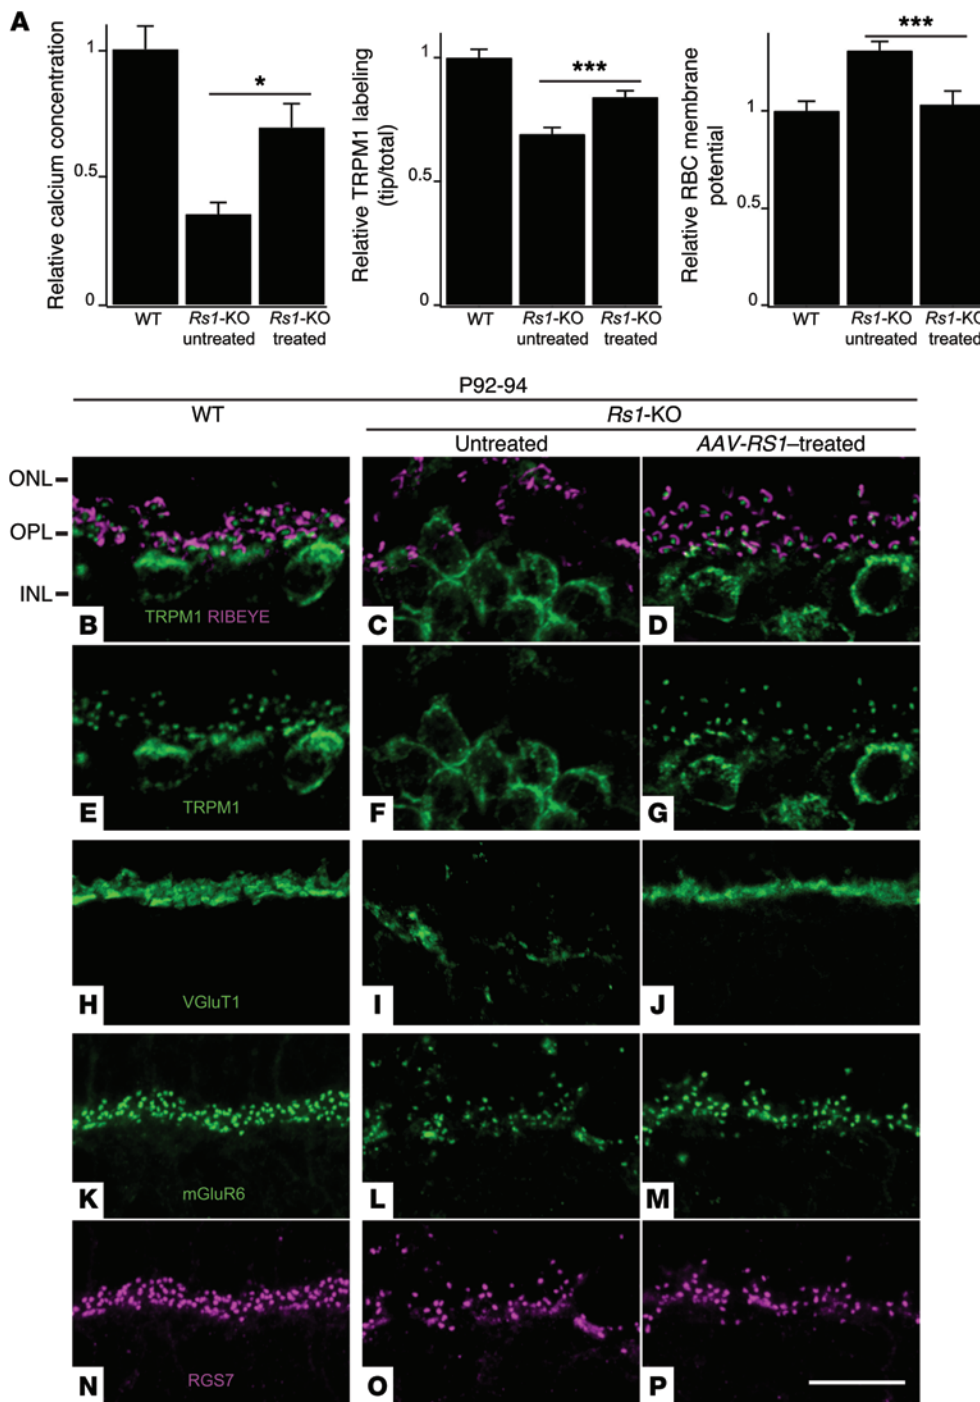 A
Relative calcium concentration
1
0.5
0
WT
Rs1-KO
untreated
Rs1-KO
treated
*
Relative TRPM1 labeling
(tip/total)
1
0.5
0
WT
Rs1-KO
untreated
Rs1-KO
treated
***
Relative RBC membrane
potential
1
0.5
0
WT
Rs1-KO
untreated
Rs1-KO
treated
***
P92-94
WT
Rs1-KO
Untreated
AAV-RS1–treated
ONL
OPL
INL
B
TRPM1 RIBEYE
C
D
E
TRPM1
F
G
H
VGluT1
I
J
K
mGluR6
L
M
N
RGS7
O
P